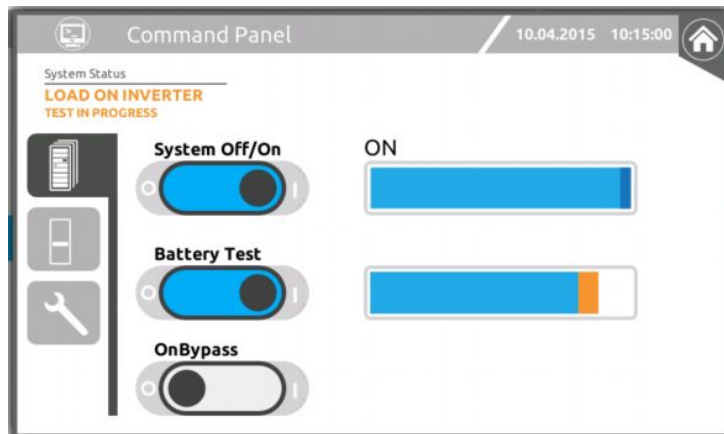 Command Panel
10.04.2015 10:15:00
System Status
LOAD ON INVERTER
TEST IN PROGRESS
System Off/On
ON
Battery Test
OnBypass